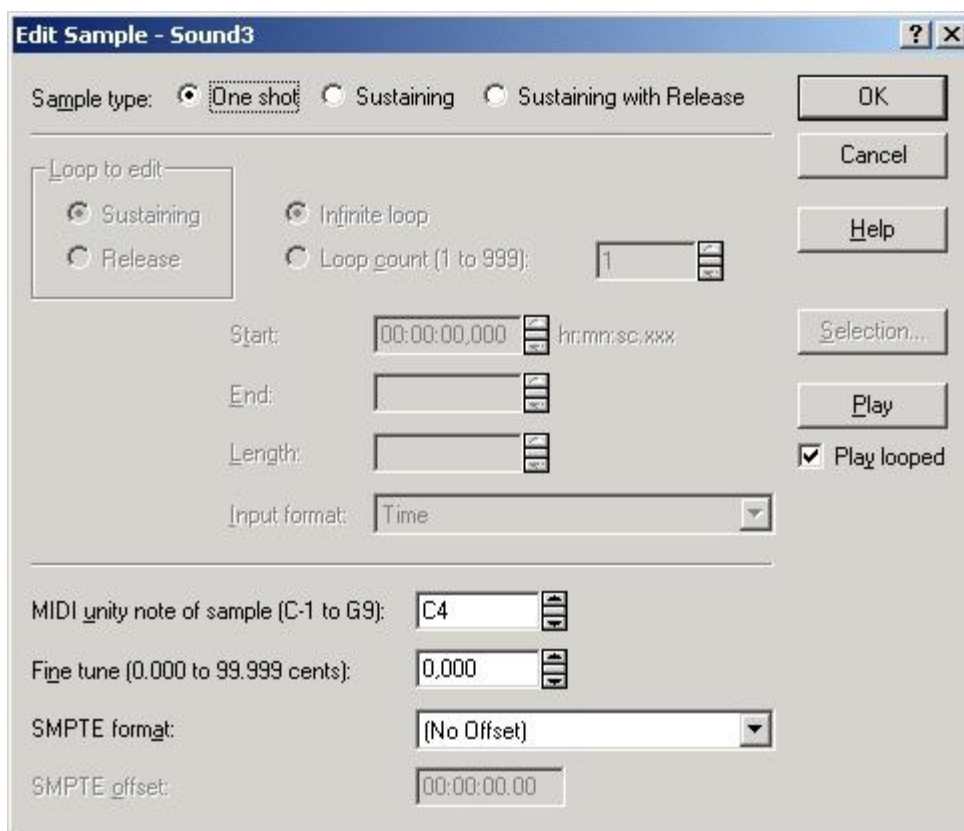 Edit Sample - Sound3
Sample type: One shot Sustaining Sustaining with Release
OK
Cancel
Help
Loop to edit
Sustaining
Release
Infinite loop
Loop count (1 to 999): 1
Start: 00:00:00,000 hr:mn:sc.xxx
End:
Length:
Input format: Time
Selection...
Play
Play looped
MIDI unity note of sample (C-1 to G9): C4
Fine tune (0.000 to 99.999 cents): 0,000
SMPTE format: (No Offset)
SMPTE offset: 00:00:00.00